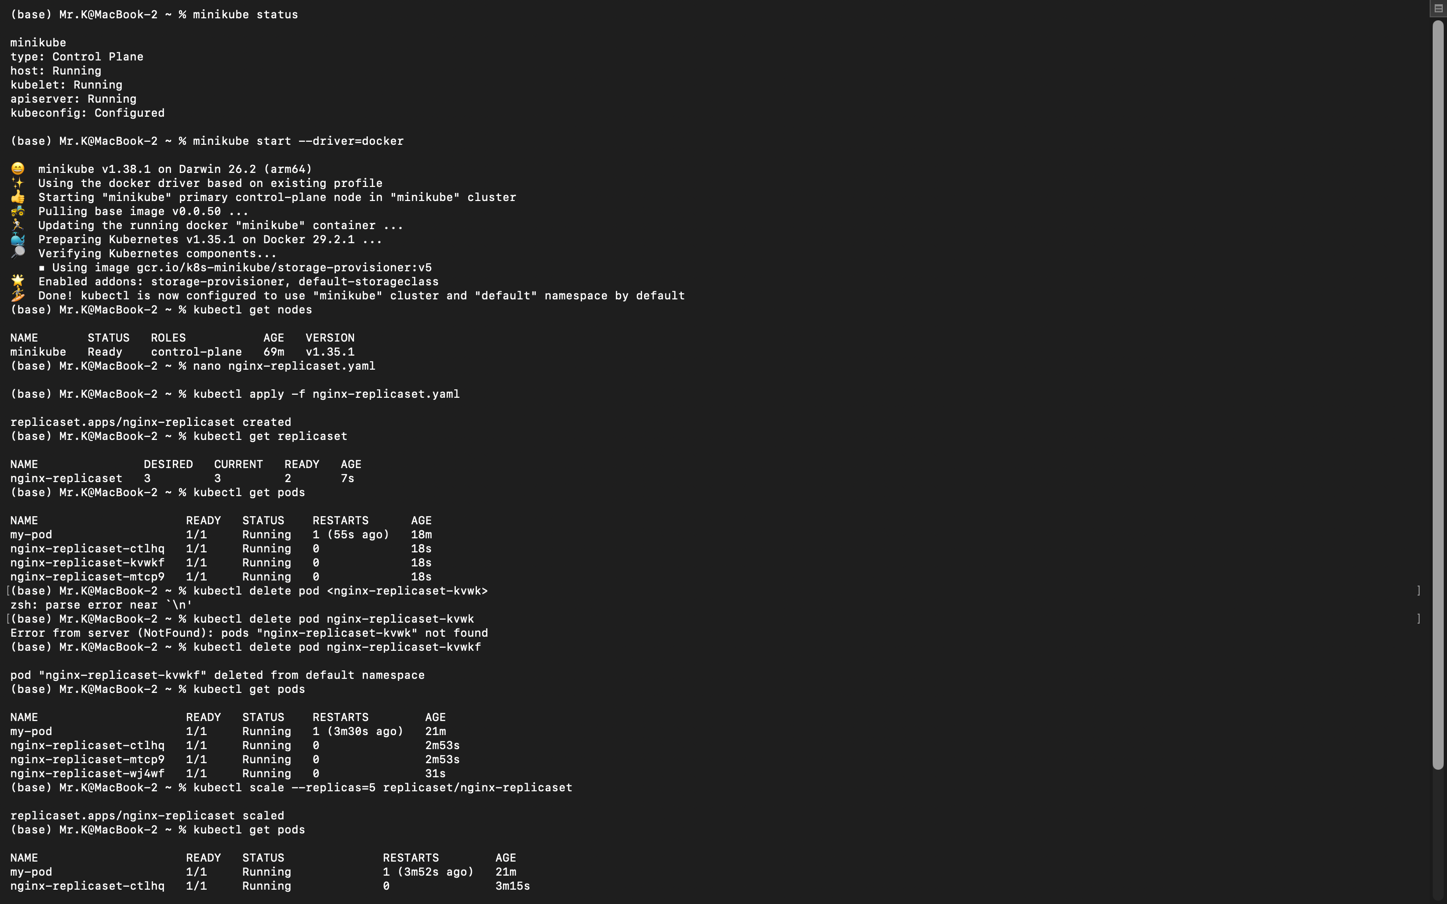 (base) Mr.K@MacBook-2 ~ % minikube status
minikube
type: Control Plane
host: Running
kubelet: Running
apiserver: Running
kubeconfig: Configured
(base) Mr.K@MacBook-2 ~ % minikube start --driver=docker
😄  minikube v1.38.1 on Darwin 26.2 (arm64)
✨  Using the docker driver based on existing profile
👍  Starting "minikube" primary control-plane node in "minikube" cluster
🚜  Pulling base image v0.0.50 ...
🏃  Updating the running docker "minikube" container ...
🐳  Preparing Kubernetes v1.35.1 on Docker 29.2.1 ...
🔎  Verifying Kubernetes components...
    ▪ Using image gcr.io/k8s-minikube/storage-provisioner:v5
🌟  Enabled addons: storage-provisioner, default-storageclass
🏄  Done! kubectl is now configured to use "minikube" cluster and "default" namespace by default
(base) Mr.K@MacBook-2 ~ % kubectl get nodes
NAME       STATUS   ROLES           AGE   VERSION
minikube   Ready    control-plane   69m   v1.35.1
(base) Mr.K@MacBook-2 ~ % nano nginx-replicaset.yaml
(base) Mr.K@MacBook-2 ~ % kubectl apply -f nginx-replicaset.yaml
replicaset.apps/nginx-replicaset created
(base) Mr.K@MacBook-2 ~ % kubectl get replicaset
NAME               DESIRED   CURRENT   READY   AGE
nginx-replicaset   3         3         2       7s
(base) Mr.K@MacBook-2 ~ % kubectl get pods
NAME                     READY   STATUS    RESTARTS      AGE
my-pod                   1/1     Running   1 (55s ago)   18m
nginx-replicaset-ctlhq   1/1     Running   0             18s
nginx-replicaset-kvwkf   1/1     Running   0             18s
nginx-replicaset-mtcp9   1/1     Running   0             18s
[(base) Mr.K@MacBook-2 ~ % kubectl delete pod <nginx-replicaset-kvwk> ]
zsh: parse error near `\n'
[(base) Mr.K@MacBook-2 ~ % kubectl delete pod nginx-replicaset-kvwk ]
Error from server (NotFound): pods "nginx-replicaset-kvwk" not found
(base) Mr.K@MacBook-2 ~ % kubectl delete pod nginx-replicaset-kvwkf
pod "nginx-replicaset-kvwkf" deleted from default namespace
(base) Mr.K@MacBook-2 ~ % kubectl get pods
NAME                     READY   STATUS    RESTARTS        AGE
my-pod                   1/1     Running   1 (3m30s ago)   21m
nginx-replicaset-ctlhq   1/1     Running   0               2m53s
nginx-replicaset-mtcp9   1/1     Running   0               2m53s
nginx-replicaset-wj4wf   1/1     Running   0               31s
(base) Mr.K@MacBook-2 ~ % kubectl scale --replicas=5 replicaset/nginx-replicaset
replicaset.apps/nginx-replicaset scaled
(base) Mr.K@MacBook-2 ~ % kubectl get pods
NAME                     READY   STATUS              RESTARTS        AGE
my-pod                   1/1     Running             1 (3m52s ago)   21m
nginx-replicaset-ctlhq   1/1     Running             0               3m15s